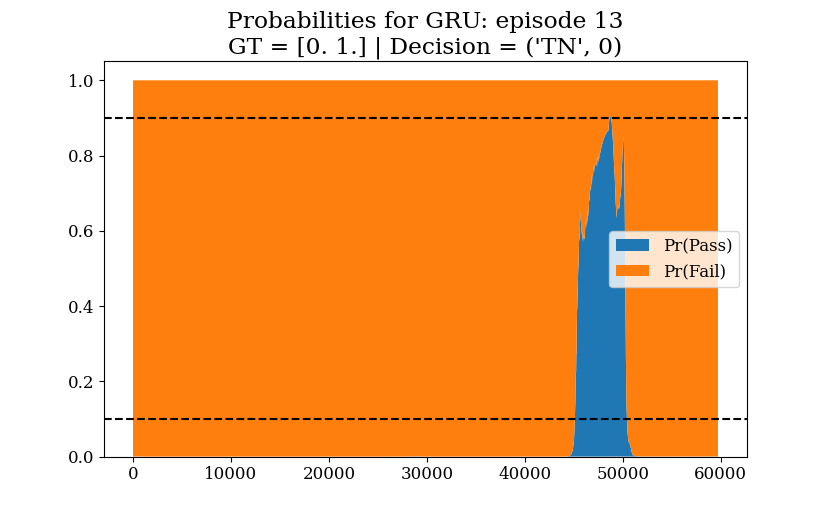 Probabilities for GRU: episode 13
GT = [0. 1.] | Decision = ('TN', 0)
1.0
0.8
0.6
0.4
0.2
0.0
Pr(Pass)
Pr(Fail)
0 10000 20000 30000 40000 50000 60000